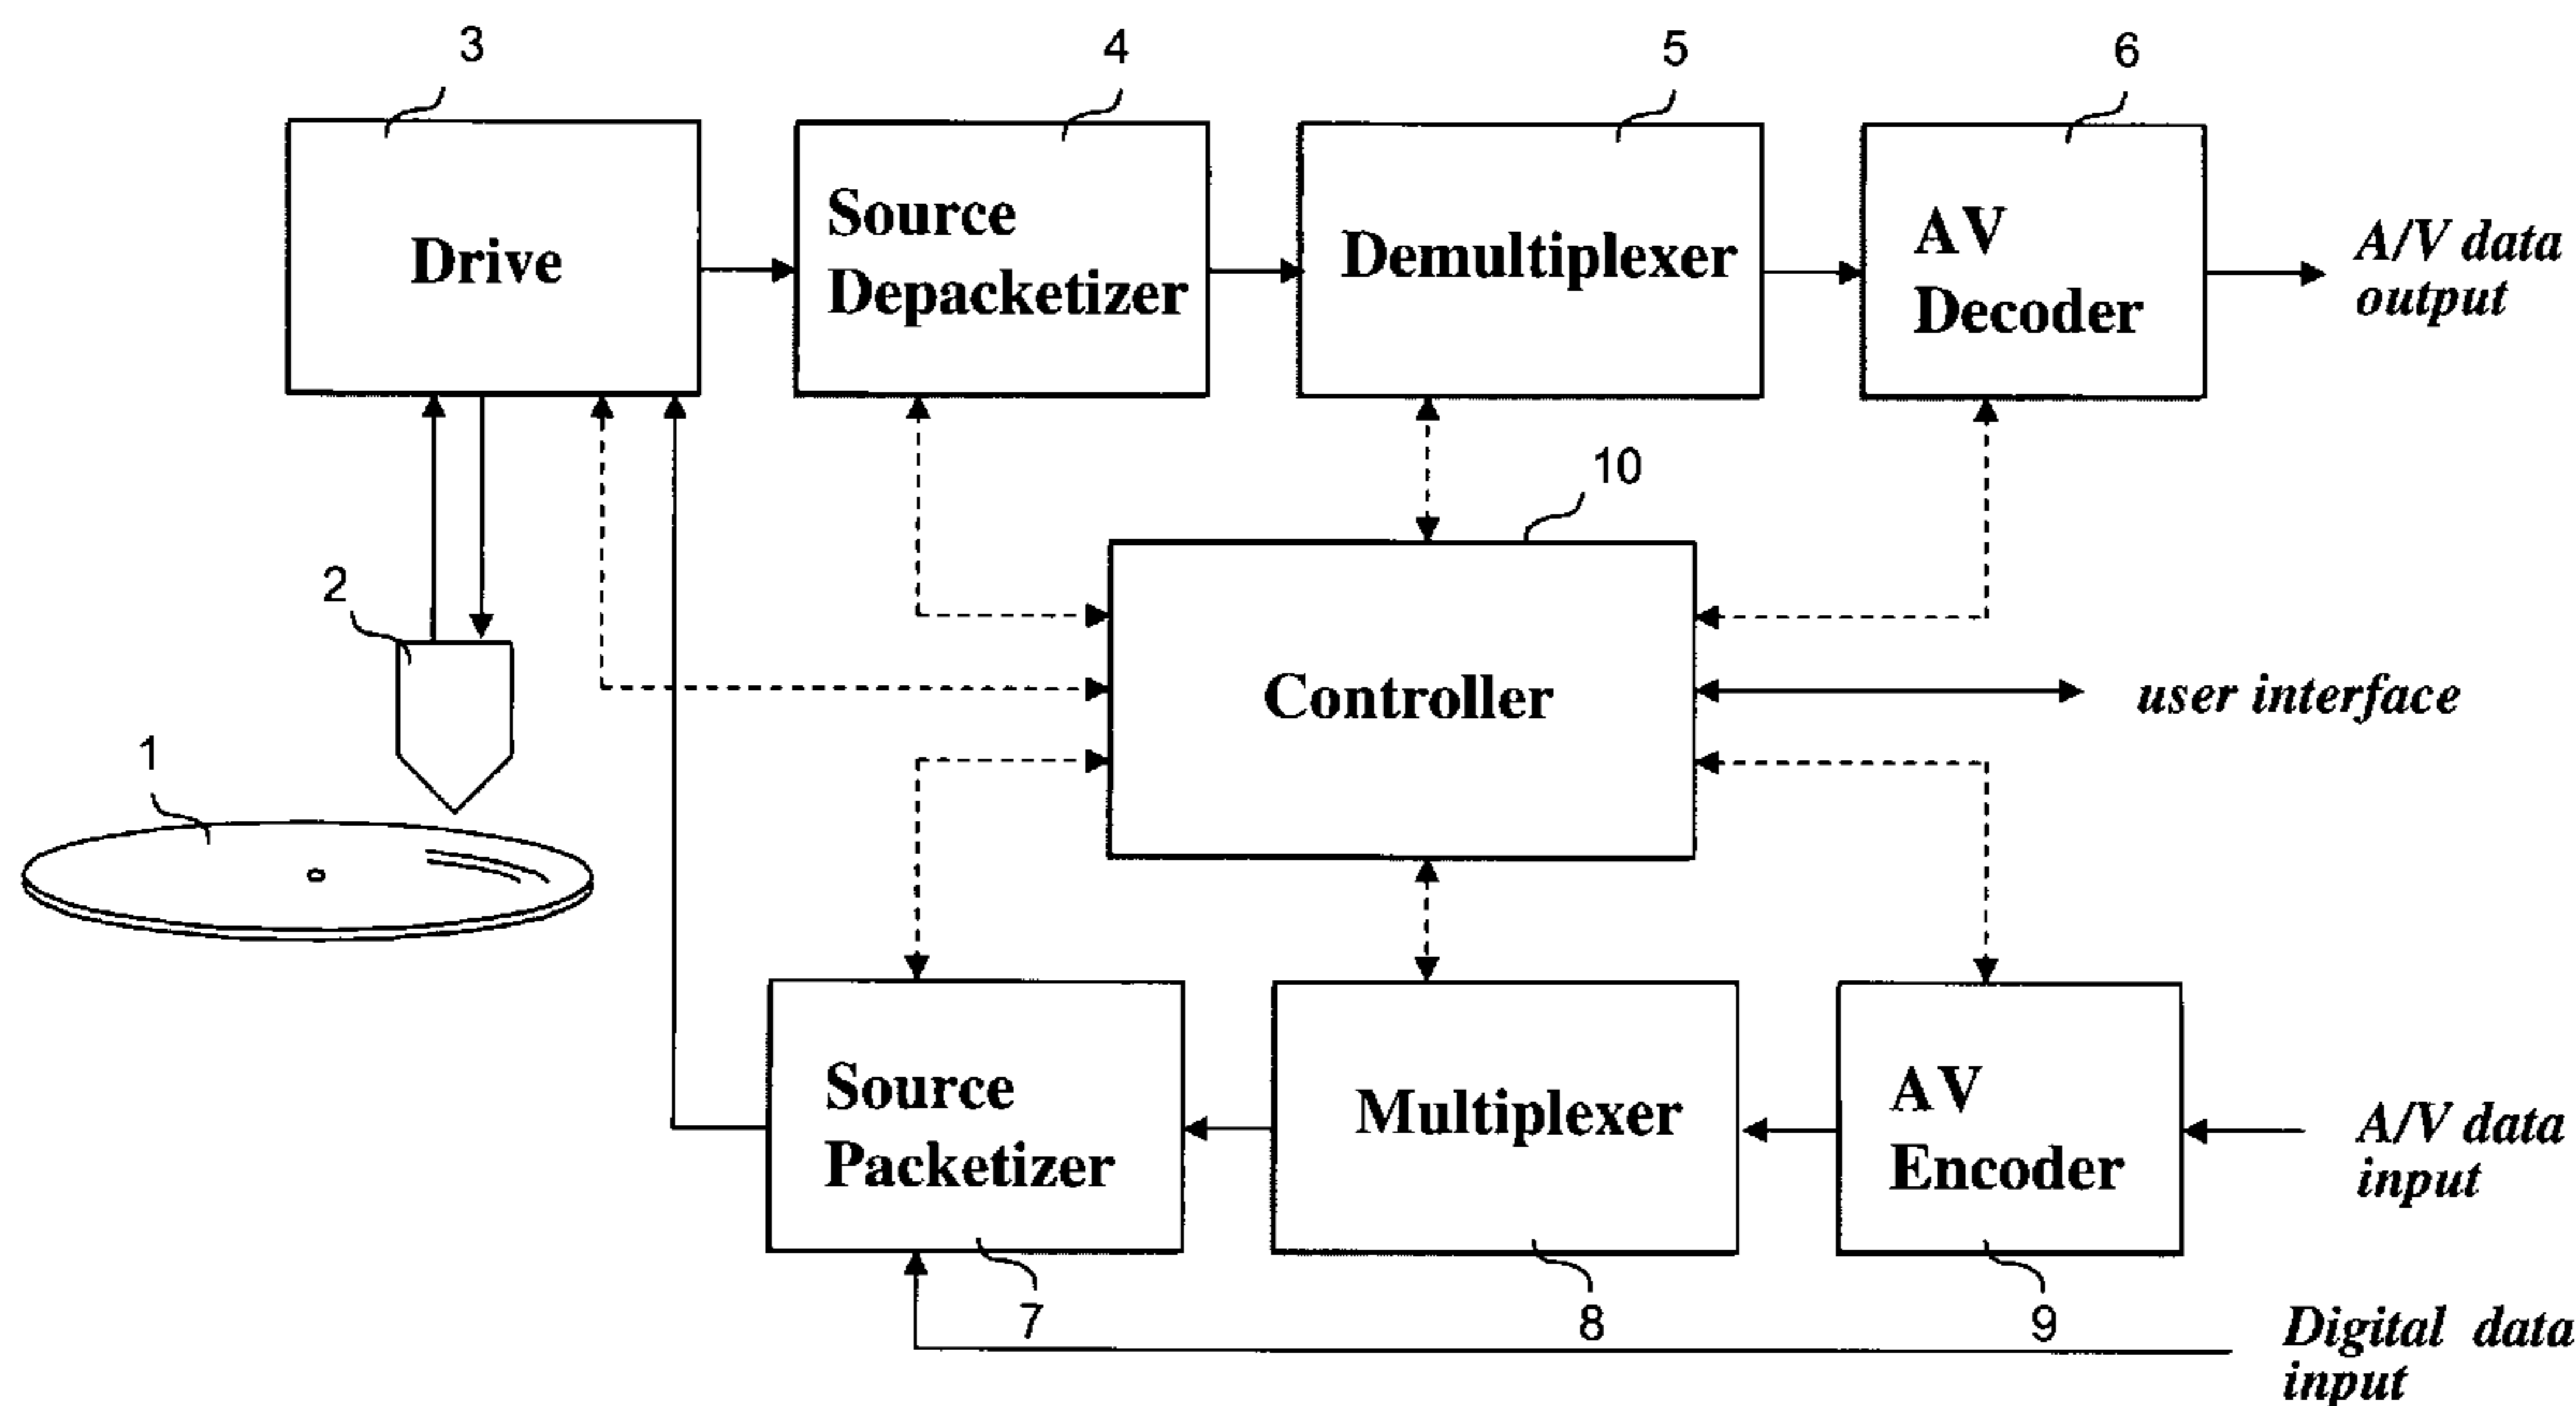 3
4
5
6
Drive
Source
Depacketizer
Demultiplexer
AV
Decoder
A/V data
output
10
2
Controller
user interface
1
Source
Packetizer
Multiplexer
AV
Encoder
A/V data
input
7
8
9
Digital data
input